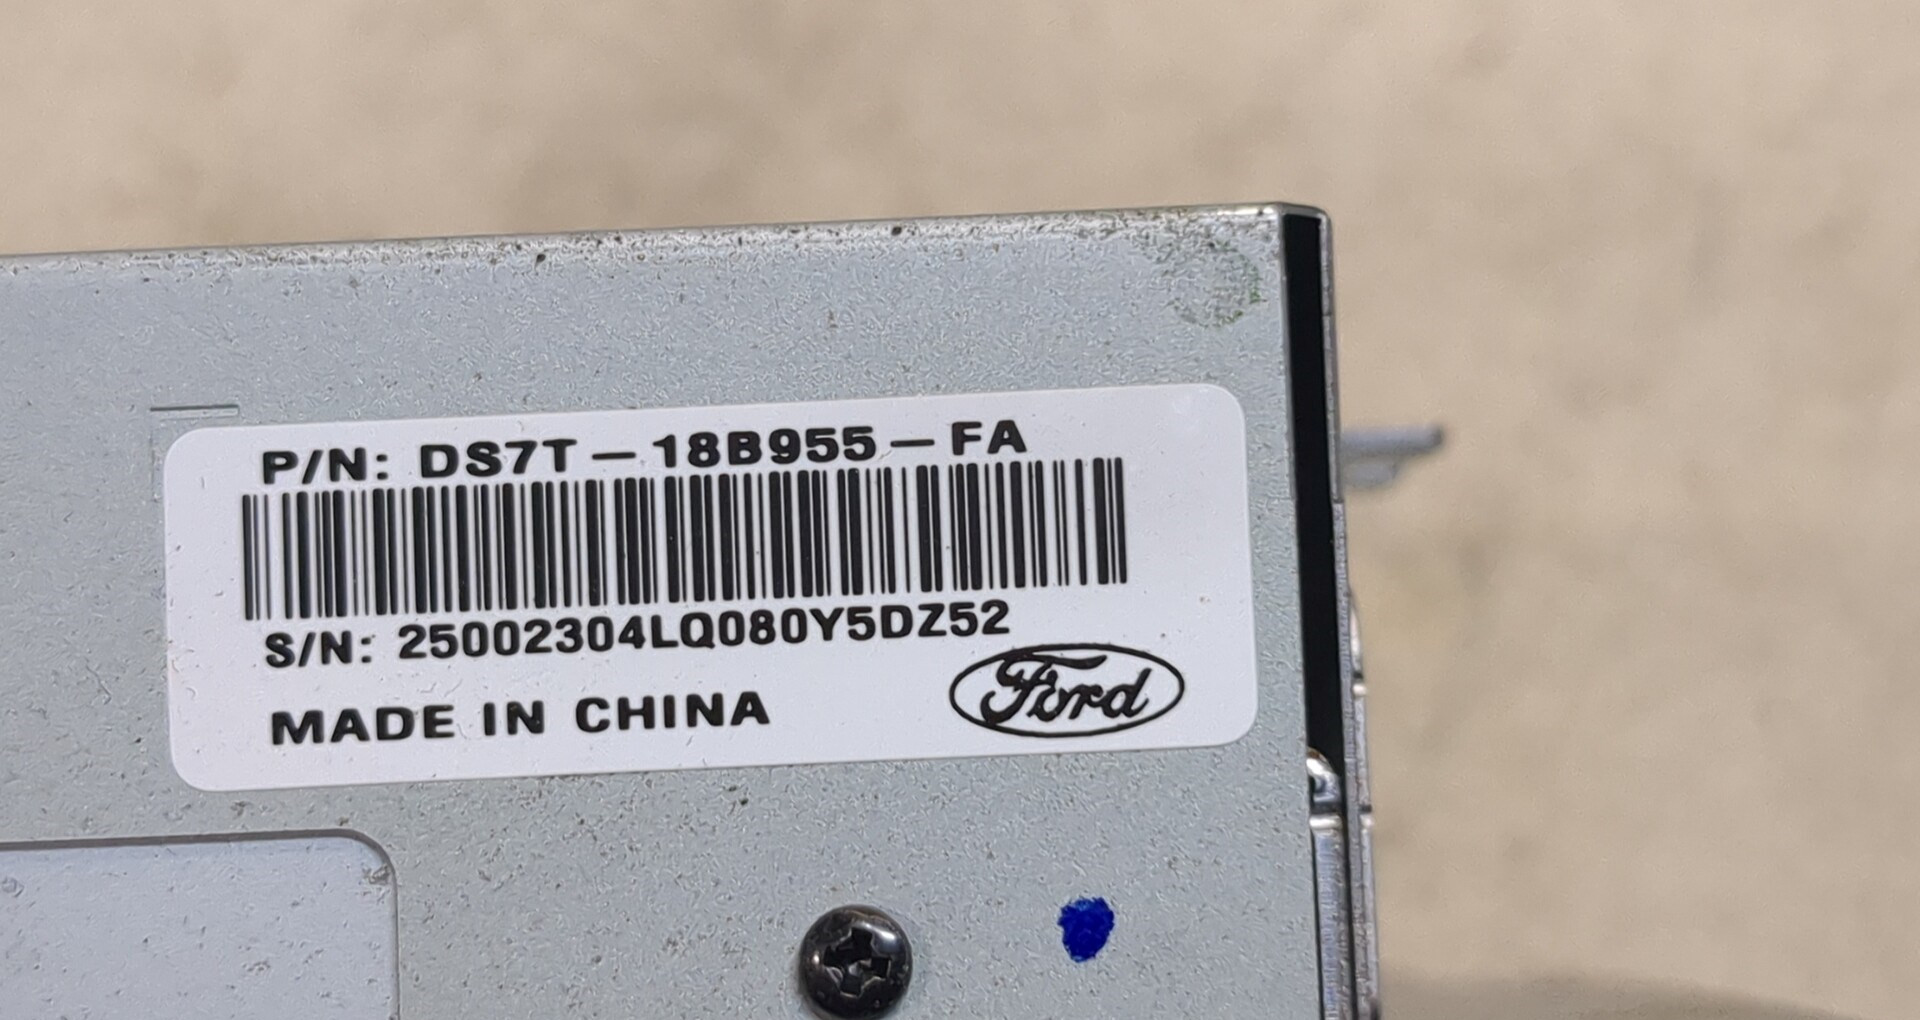 P/N: DS7T-18B955-FA
S/N: 25002304LQ080Y5DZ52
MADE IN CHINA
Ford